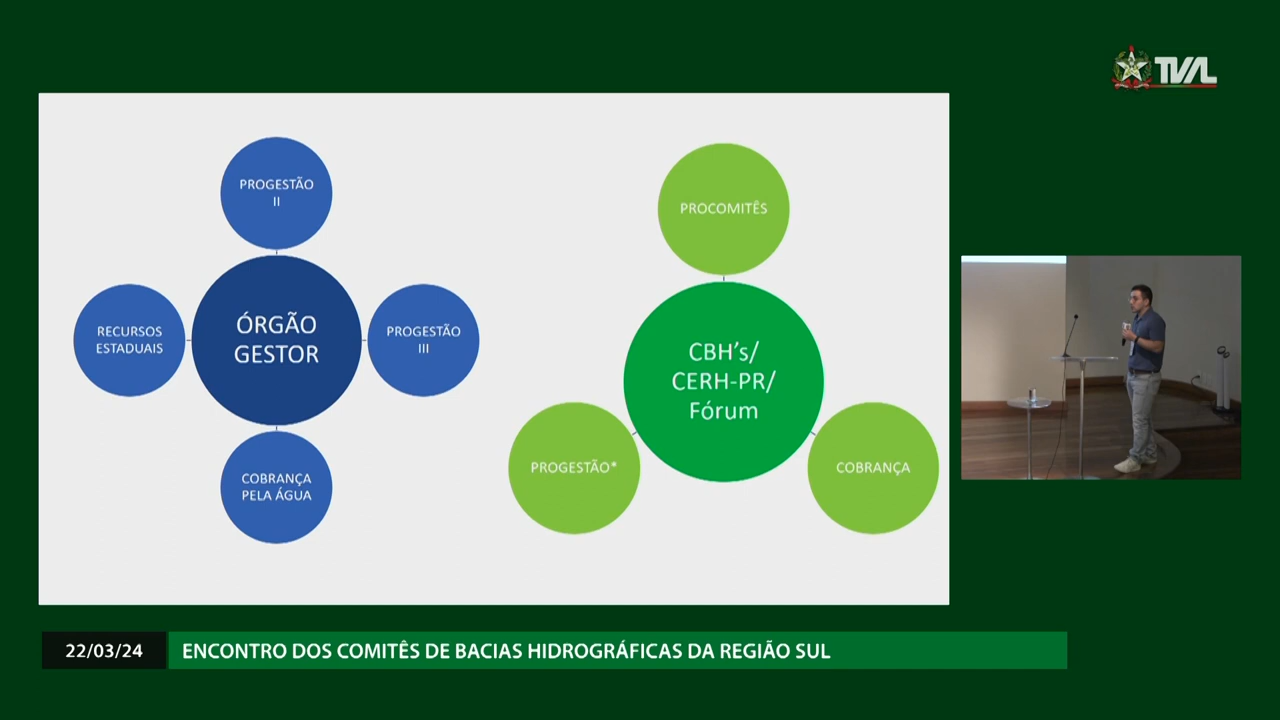 TVAL
PROGESTÃO
II
RECURSOS
ESTADUAIS
ÓRGÃO
GESTOR
PROGESTÃO
III
COBRANÇA
PELA ÁGUA
PROCOMITÊS
CBH’s/
CERH-PR/
Fórum
PROGESTÃO*
COBRANÇA
22/03/24
ENCONTRO DOS COMITÊS DE BACIAS HIDROGRÁFICAS DA REGIÃO SUL